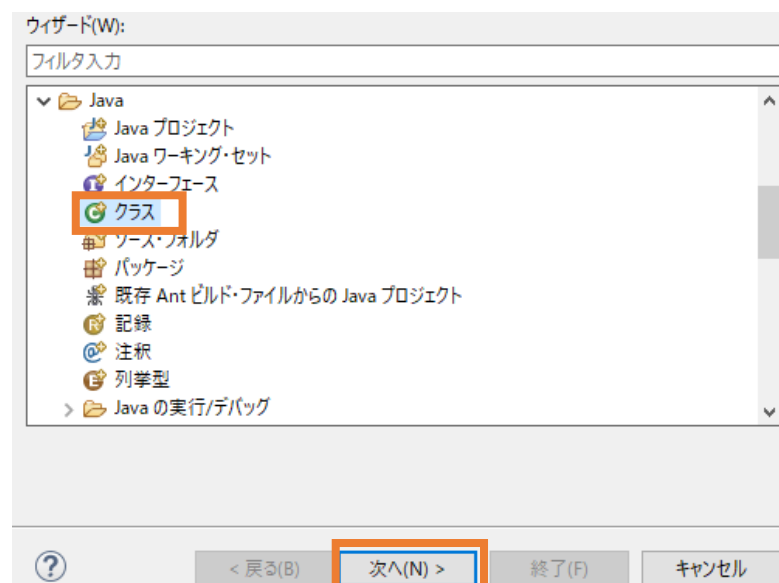 ウィザード(W):
フィルタ入力
Java
Java プロジェクト
Java ワーキング・セット
インターフェース
クラス
ソース・フォルダ
パッケージ
既存 Ant ビルド・ファイルからの Java プロジェクト
記録
注釈
列挙型
Java の実行/デバッグ
< 戻る(B) 次へ(N) > 終了(F) キャンセル